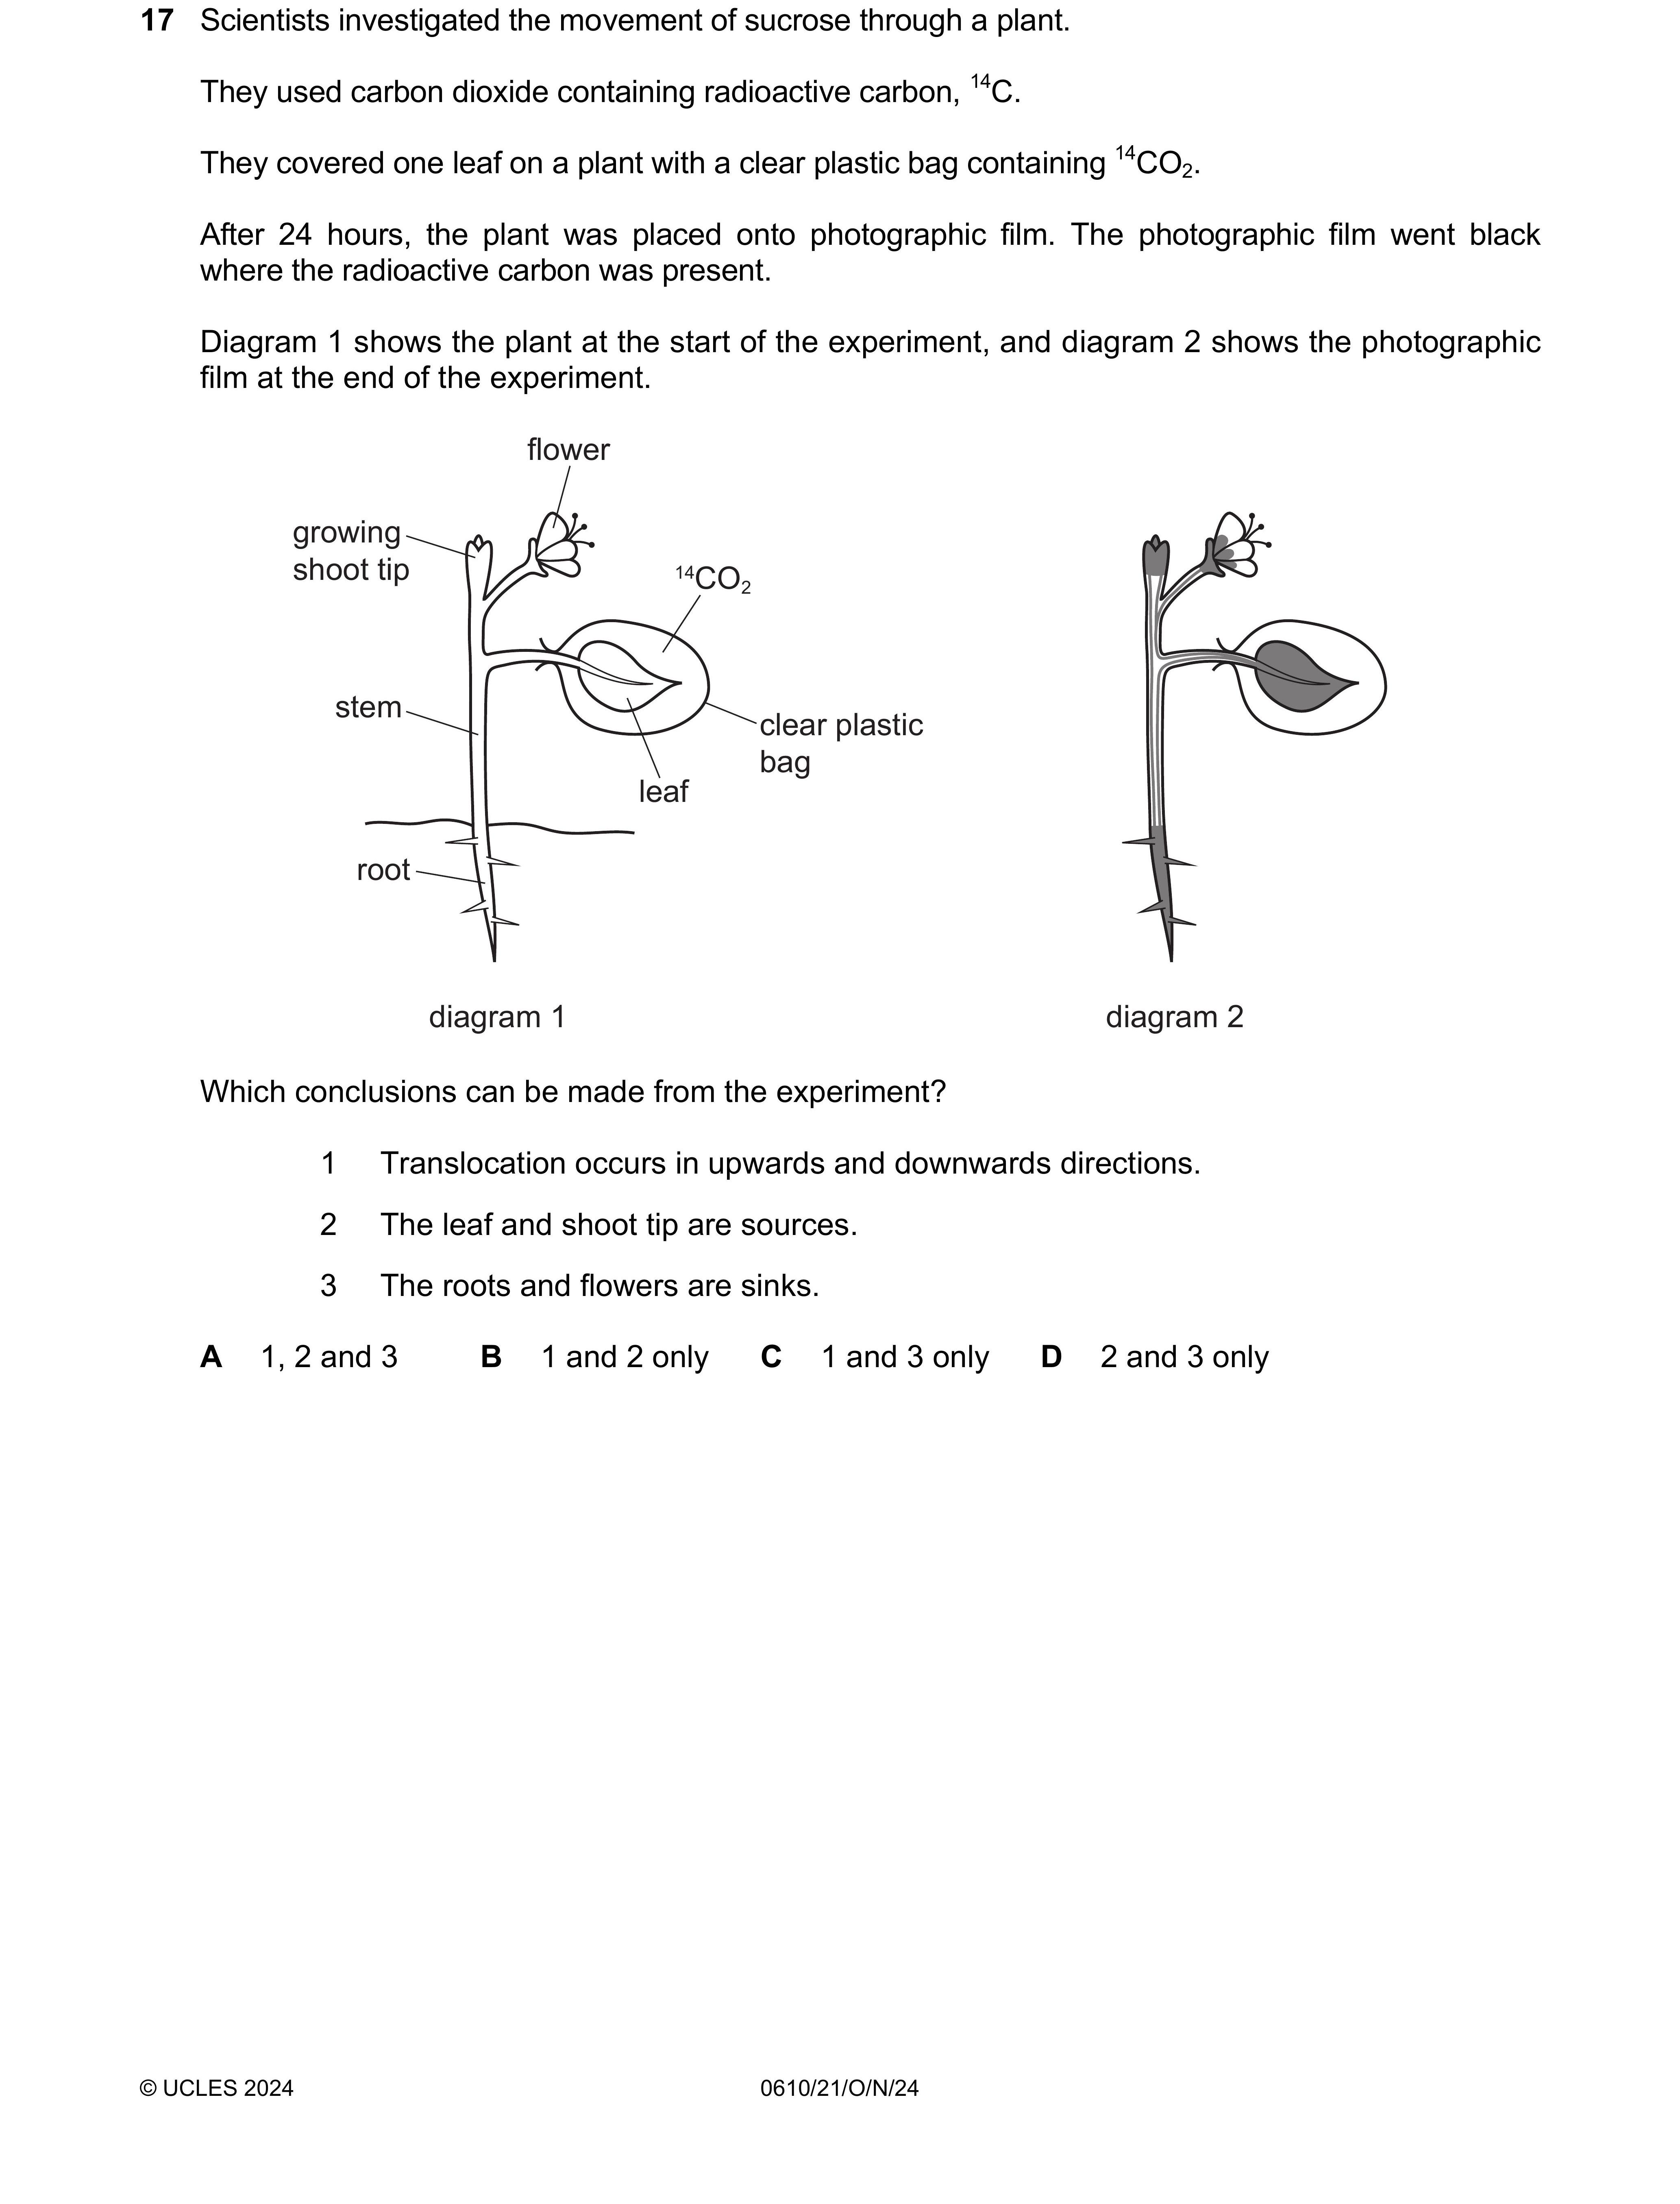 17 Scientists investigated the movement of sucrose through a plant.
They used carbon dioxide containing radioactive carbon, ¹⁴C.
They covered one leaf on a plant with a clear plastic bag containing ¹⁴CO₂.
After 24 hours, the plant was placed onto photographic film. The photographic film went black
where the radioactive carbon was present.
Diagram 1 shows the plant at the start of the experiment, and diagram 2 shows the photographic
film at the end of the experiment.
flower
growing
shoot tip
¹⁴CO₂
stem
clear plastic
bag
leaf
root
diagram 1
diagram 2
Which conclusions can be made from the experiment?
1 Translocation occurs in upwards and downwards directions.
2 The leaf and shoot tip are sources.
3 The roots and flowers are sinks.
A 1, 2 and 3 B 1 and 2 only C 1 and 3 only D 2 and 3 only
© UCLES 2024 0610/21/O/N/24